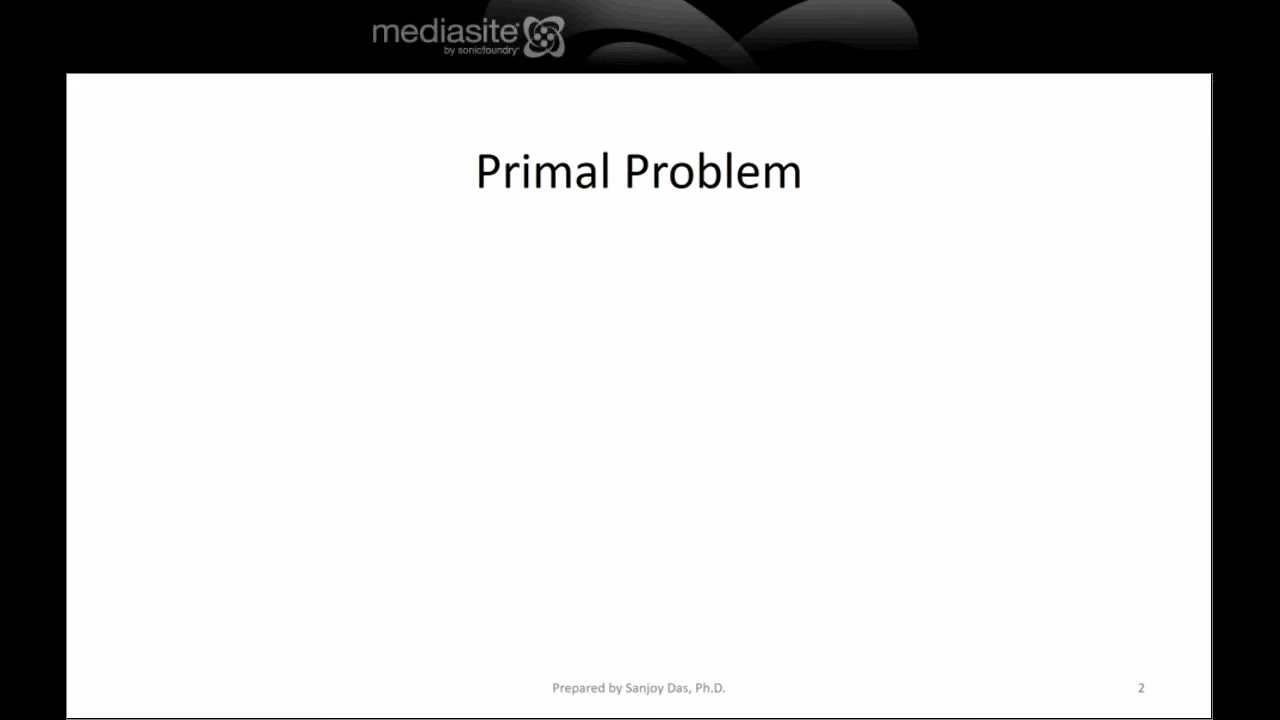 mediasite
by sonicfoundry
Primal Problem
Prepared by Sanjoy Das, Ph.D.
2